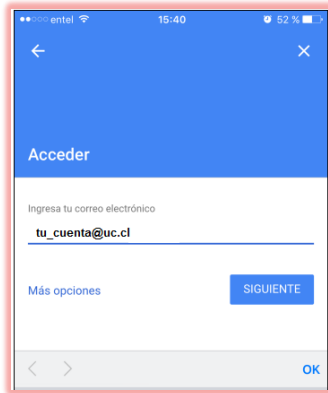 entel 15:40 52 %
Acceder
Ingresa tu correo electrónico
tu_cuenta@uc.cl
Más opciones SIGUIENTE
OK